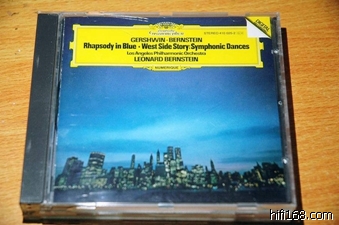 DIGITAL
GERSHWIN · BERNSTEIN
Rhapsody in Blue · West Side Story: Symphonic Dances
Los Angeles Philharmonic Orchestra
LEONARD BERNSTEIN
hifi168.com